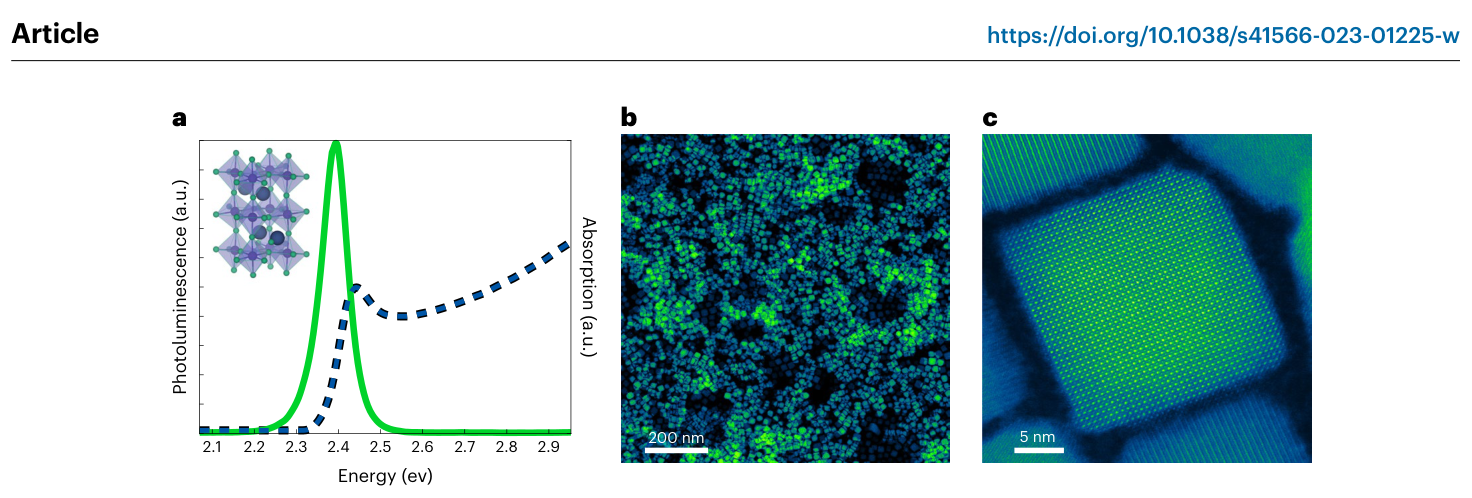 Article
https://doi.org/10.1038/s41566-023-01225-w
a
b
c
Photoluminescence (a.u.)
Absorption (a.u.)
2.1 2.2 2.3 2.4 2.5 2.6 2.7 2.8 2.9
Energy (ev)
200 nm
5 nm